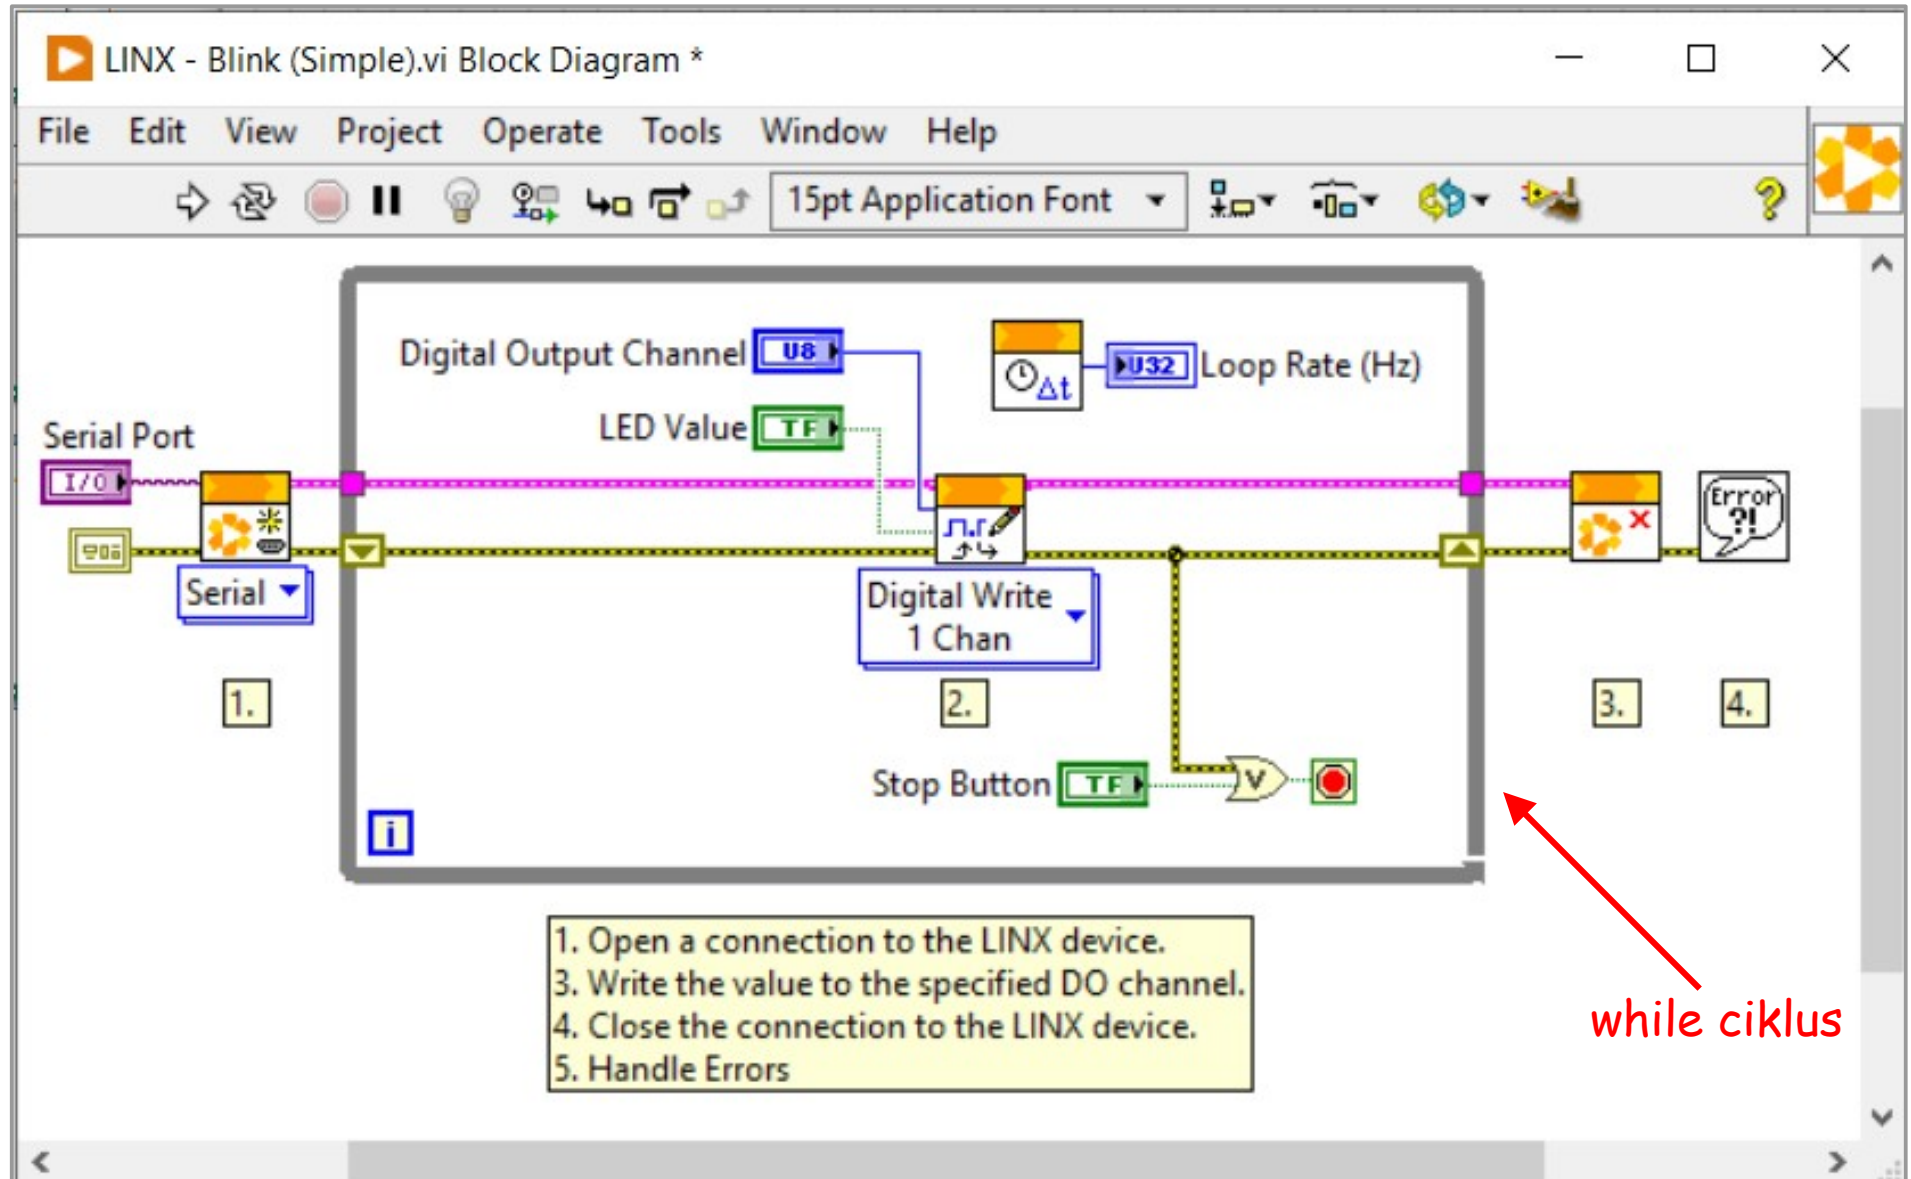 LINX - Blink (Simple).vi Block Diagram *
File Edit View Project Operate Tools Window Help
15pt Application Font
Digital Output Channel U8
Δt
U32 Loop Rate (Hz)
LED Value TF
Serial Port
I/O
Error
?!
Serial
Digital Write
1 Chan
1.
2.
3.
4.
Stop Button TF
V
i
1. Open a connection to the LINX device.
3. Write the value to the specified DO channel.
4. Close the connection to the LINX device.
5. Handle Errors
while ciklus